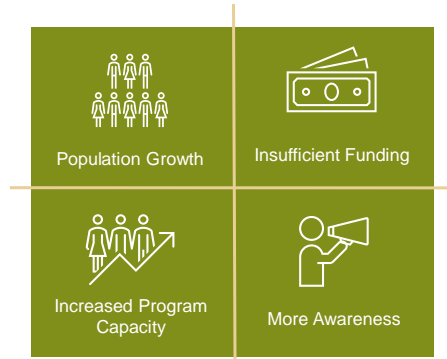 Population Growth
Insufficient Funding
Increased Program
Capacity
More Awareness